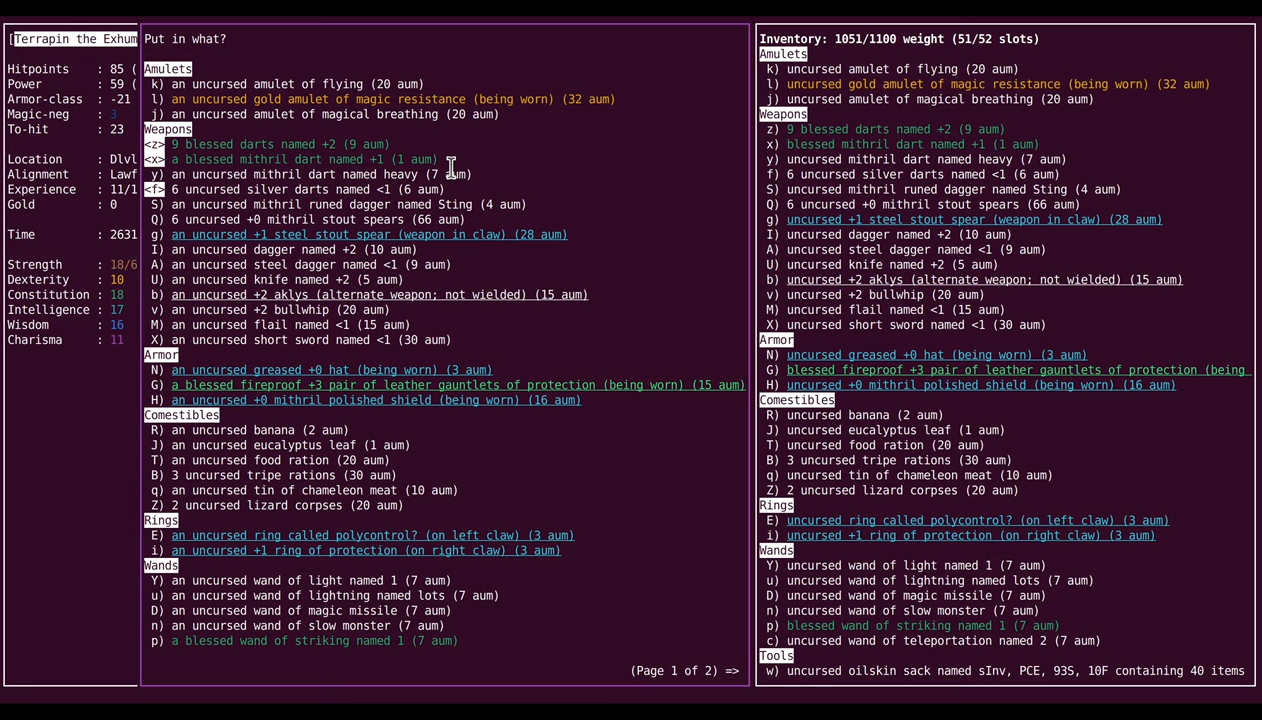 [Terrapin the Exhum
Hitpoints : 85 (
Power : 59 (
Armor-class : -21
Magic-neg : 3
To-hit : 23
Location : Dlvl
Alignment : Lawf
Experience : 11/1
Gold : 0
Time : 2631
Strength : 18/6
Dexterity : 10
Constitution : 18
Intelligence : 17
Wisdom : 16
Charisma : 11
Put in what?
Amulets
k) an uncursed amulet of flying (20 aum)
l) an uncursed gold amulet of magic resistance (being worn) (32 aum)
j) an uncursed amulet of magical breathing (20 aum)
Weapons
<z> 9 blessed darts named +2 (9 aum)
<x> a blessed mithril dart named +1 (1 aum)
y) an uncursed mithril dart named heavy (7 aum)
<f> 6 uncursed silver darts named <1 (6 aum)
S) an uncursed mithril runed dagger named Sting (4 aum)
Q) 6 uncursed +0 mithril stout spears (66 aum)
g) an uncursed +1 steel stout spear (weapon in claw) (28 aum)
I) an uncursed dagger named +2 (10 aum)
A) an uncursed steel dagger named <1 (9 aum)
U) an uncursed knife named +2 (5 aum)
b) an uncursed +2 aklys (alternate weapon; not wielded) (15 aum)
v) an uncursed +2 bullwhip (20 aum)
M) an uncursed flail named <1 (15 aum)
X) an uncursed short sword named <1 (30 aum)
Armor
N) an uncursed greased +0 hat (being worn) (3 aum)
G) a blessed fireproof +3 pair of leather gauntlets of protection (being worn) (15 aum)
H) an uncursed +0 mithril polished shield (being worn) (16 aum)
Comestibles
R) an uncursed banana (2 aum)
J) an uncursed eucalyptus leaf (1 aum)
T) an uncursed food ration (20 aum)
B) 3 uncursed tripe rations (30 aum)
q) an uncursed tin of chameleon meat (10 aum)
Z) 2 uncursed lizard corpses (20 aum)
Rings
E) an uncursed ring called polycontrol? (on left claw) (3 aum)
i) an uncursed +1 ring of protection (on right claw) (3 aum)
Wands
Y) an uncursed wand of light named 1 (7 aum)
u) an uncursed wand of lightning named lots (7 aum)
D) an uncursed wand of magic missile (7 aum)
n) an uncursed wand of slow monster (7 aum)
p) a blessed wand of striking named 1 (7 aum)
(Page 1 of 2) =>
Inventory: 1051/1100 weight (51/52 slots)
Amulets
k) uncursed amulet of flying (20 aum)
l) uncursed gold amulet of magic resistance (being worn) (32 aum)
j) uncursed amulet of magical breathing (20 aum)
Weapons
z) 9 blessed darts named +2 (9 aum)
x) blessed mithril dart named +1 (1 aum)
y) uncursed mithril dart named heavy (7 aum)
f) 6 uncursed silver darts named <1 (6 aum)
S) uncursed mithril runed dagger named Sting (4 aum)
Q) 6 uncursed +0 mithril stout spears (66 aum)
g) uncursed +1 steel stout spear (weapon in claw) (28 aum)
I) uncursed dagger named +2 (10 aum)
A) uncursed steel dagger named <1 (9 aum)
U) uncursed knife named +2 (5 aum)
b) uncursed +2 aklys (alternate weapon; not wielded) (15 aum)
v) uncursed +2 bullwhip (20 aum)
M) uncursed flail named <1 (15 aum)
X) uncursed short sword named <1 (30 aum)
Armor
N) uncursed greased +0 hat (being worn) (3 aum)
G) blessed fireproof +3 pair of leather gauntlets of protection (being
H) uncursed +0 mithril polished shield (being worn) (16 aum)
Comestibles
R) uncursed banana (2 aum)
J) uncursed eucalyptus leaf (1 aum)
T) uncursed food ration (20 aum)
B) 3 uncursed tripe rations (30 aum)
q) uncursed tin of chameleon meat (10 aum)
Z) 2 uncursed lizard corpses (20 aum)
Rings
E) uncursed ring called polycontrol? (on left claw) (3 aum)
i) uncursed +1 ring of protection (on right claw) (3 aum)
Wands
Y) uncursed wand of light named 1 (7 aum)
u) uncursed wand of lightning named lots (7 aum)
D) uncursed wand of magic missile (7 aum)
n) uncursed wand of slow monster (7 aum)
p) blessed wand of striking named 1 (7 aum)
c) uncursed wand of teleportation named 2 (7 aum)
Tools
w) uncursed oilskin sack named sInv, PCE, 93S, 10F containing 40 items